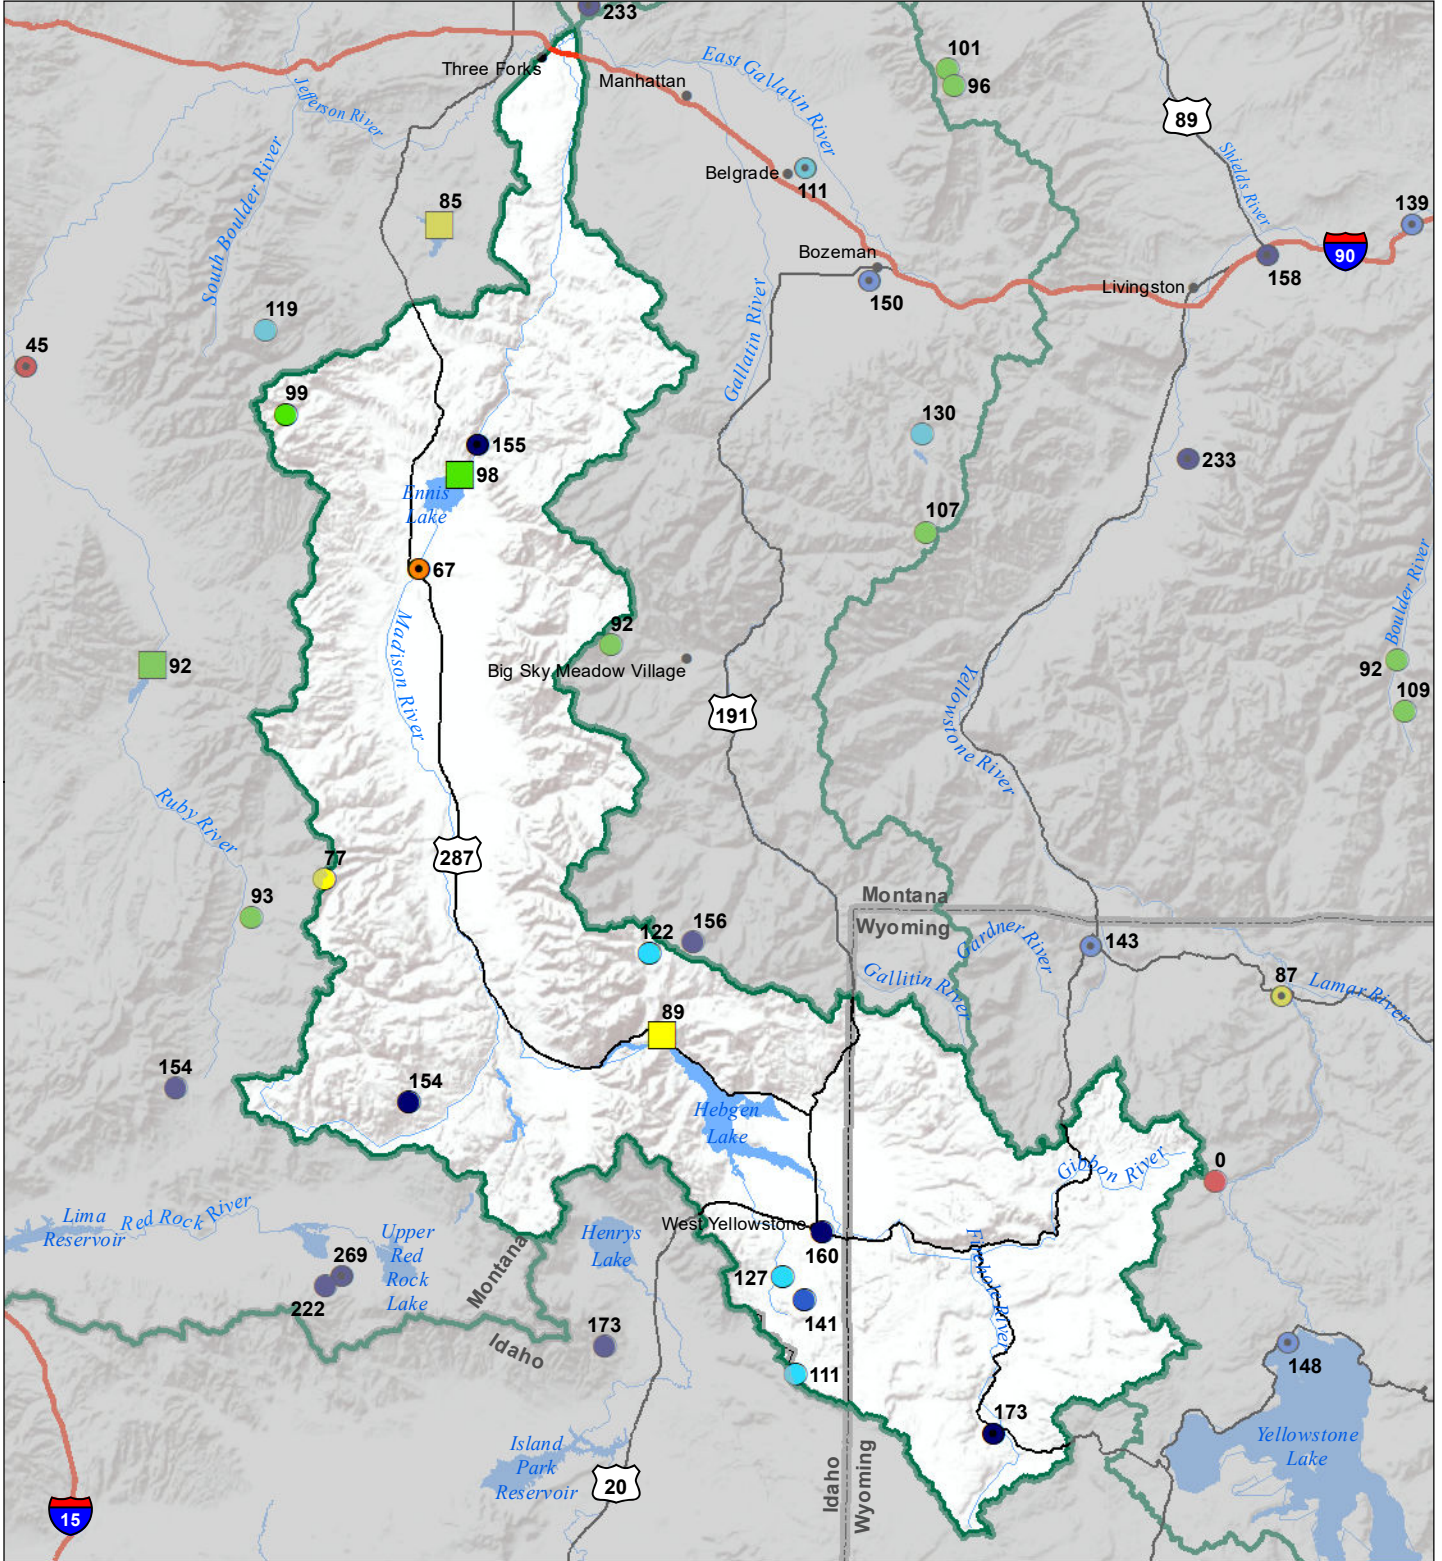 233
Three Forks
Manhattan
East Gallatin River
101
96
89
Jefferson River
South Boulder River
Belgrade
111
Shields River
139
85
Bozeman
150
90
158
Livingston
119
Gallatin River
45
99
130
155
98
Ennis
Lake
233
107
67
Boulder River
Madison River
92
Big Sky Meadow Village
92
92
109
191
Yellowstone River
Ruby River
287
77
93
Montana
Wyoming
122
156
Gardner River
143
Gallitin River
87
Lamar River
89
154
154
Hebgen
Lake
Gibbon River
0
Lima
Reservoir
Red Rock River
Upper
Red
Rock
Lake
Henrys
Lake
West Yellowstone
160
Firehole River
269
222
Montana
Idaho
127
141
173
111
148
173
Yellowstone
Lake
Island
Park
Reservoir
20
Idaho
Wyoming
15